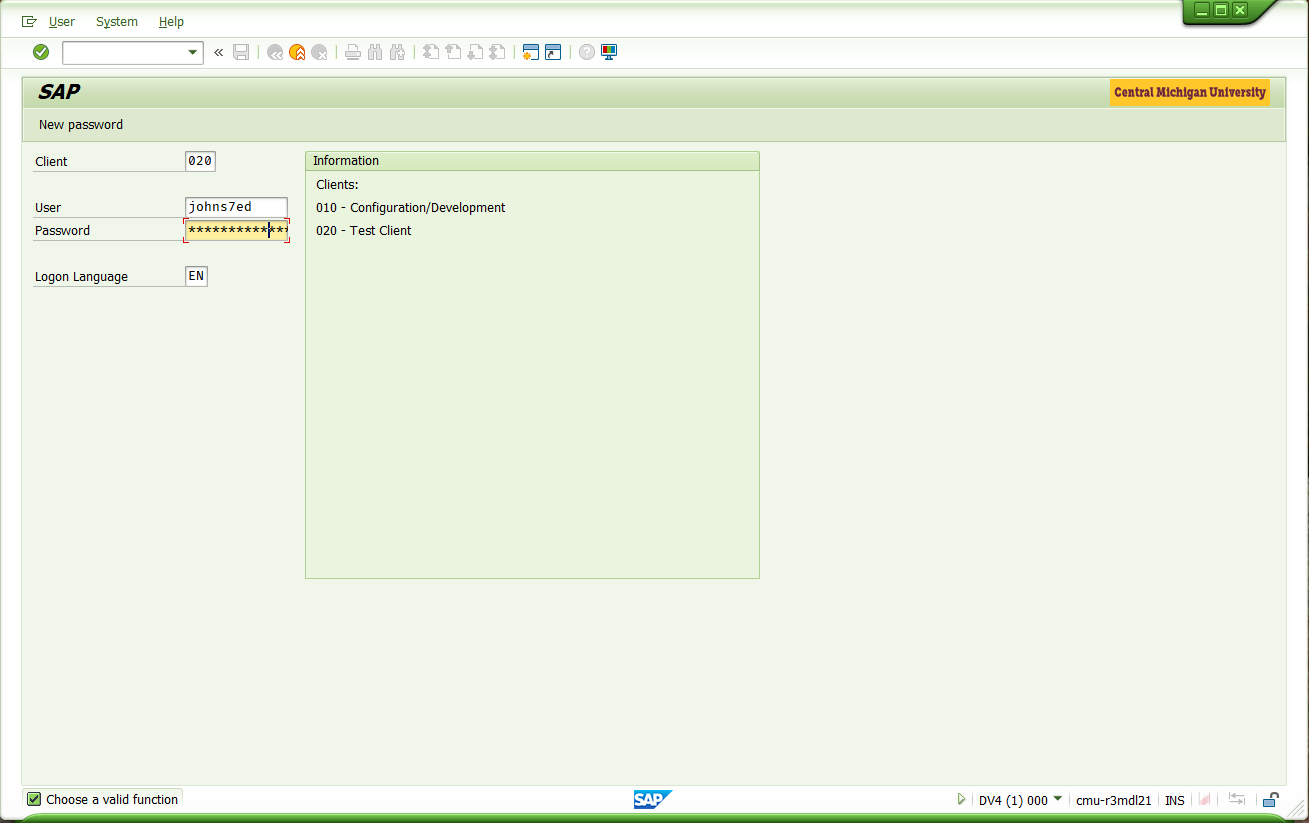 User System Help
SAP
Central Michigan University
New password
Client 020
User johns7ed
Password *************
Logon Language EN
Information
Clients:
010 - Configuration/Development
020 - Test Client
Choose a valid function
SAP
DV4 (1) 000 cmu-r3mdl21 INS